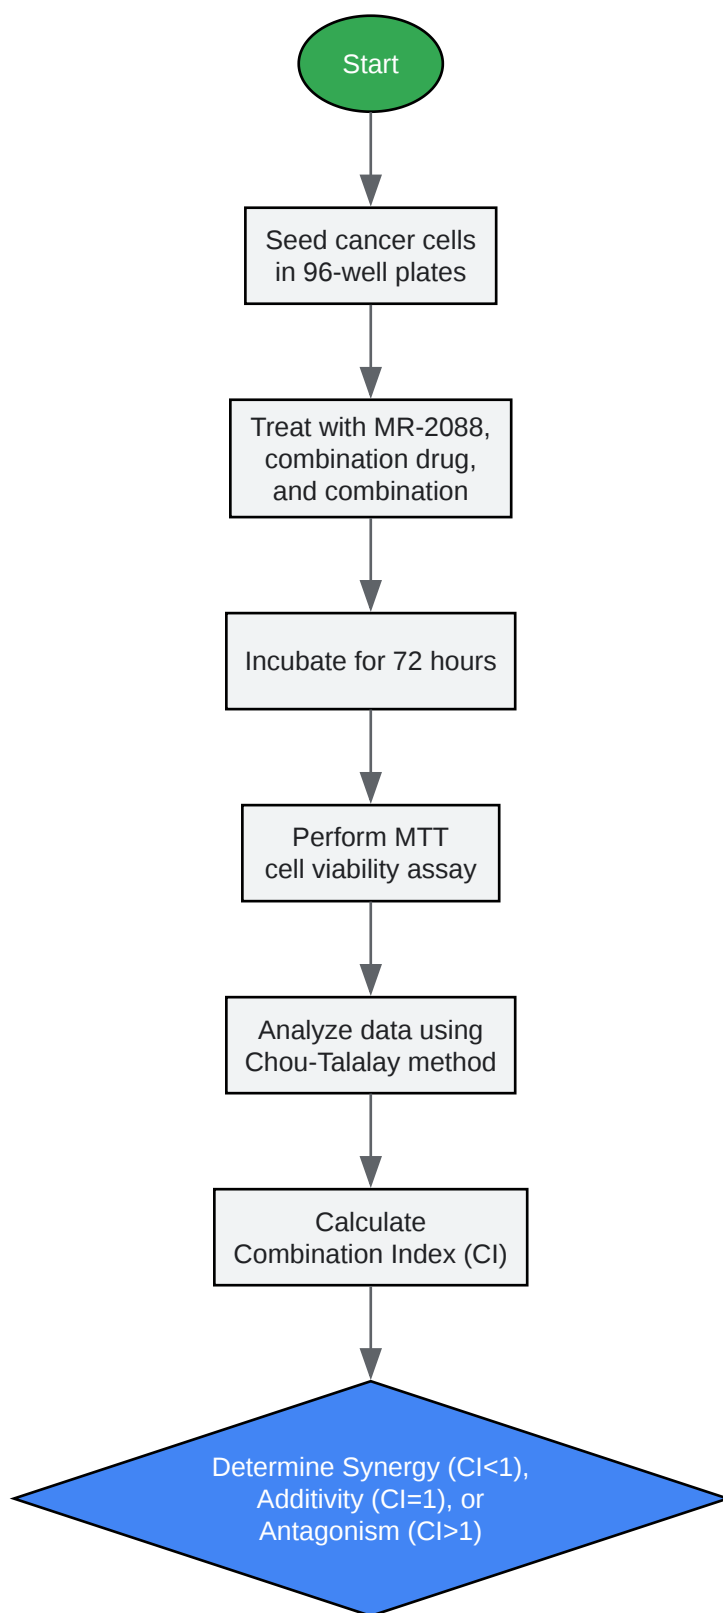 Start
Seed cancer cells
in 96-well plates
Treat with MR-2088,
combination drug,
and combination
Incubate for 72 hours
Perform MTT
cell viability assay
Analyze data using
Chou-Talalay method
Calculate
Combination Index (CI)
Determine Synergy (CI<1),
Additivity (CI=1), or
Antagonism (CI>1)